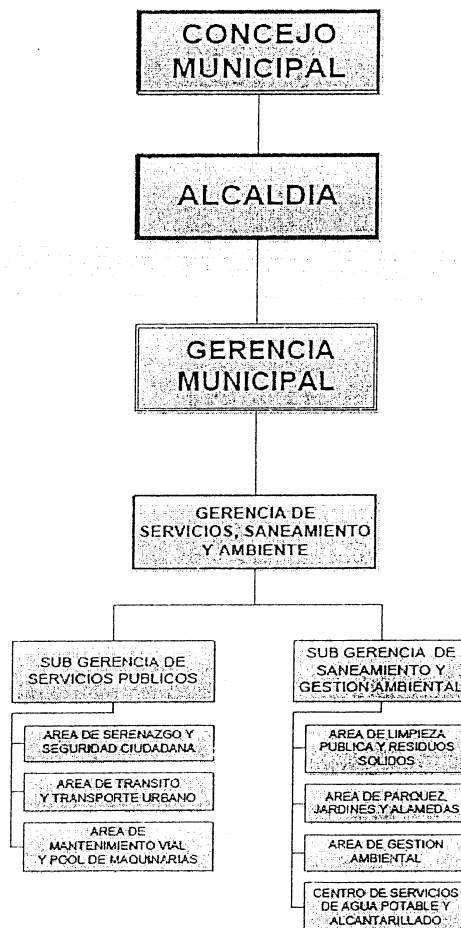 CONCEJO
MUNICIPAL
ALCALDIA
GERENCIA
MUNICIPAL
GERENCIA DE
SERVICIOS, SANEAMIENTO
Y AMBIENTE
SUB GERENCIA DE
SERVICIOS PUBLICOS
AREA DE SERENAZGO Y
SEGURIDAD CIUDADANA
AREA DE TRANSITO
Y TRANSPORTE URBANO
AREA DE
MANTENIMIENTO VIAL
Y POOL DE MAQUINARIAS
SUB GERENCIA DE
SANEAMIENTO Y
GESTION AMBIENTAL
AREA DE LIMPIEZA
PUBLICA Y RESIDUOS
SOLIDOS
AREA DE PARQUEZ,
JARDINES Y ALAMEDAS
AREA DE GESTION
AMBIENTAL
CENTRO DE SERVICIOS
DE AGUA POTABLE Y
ALCANTARILLADO